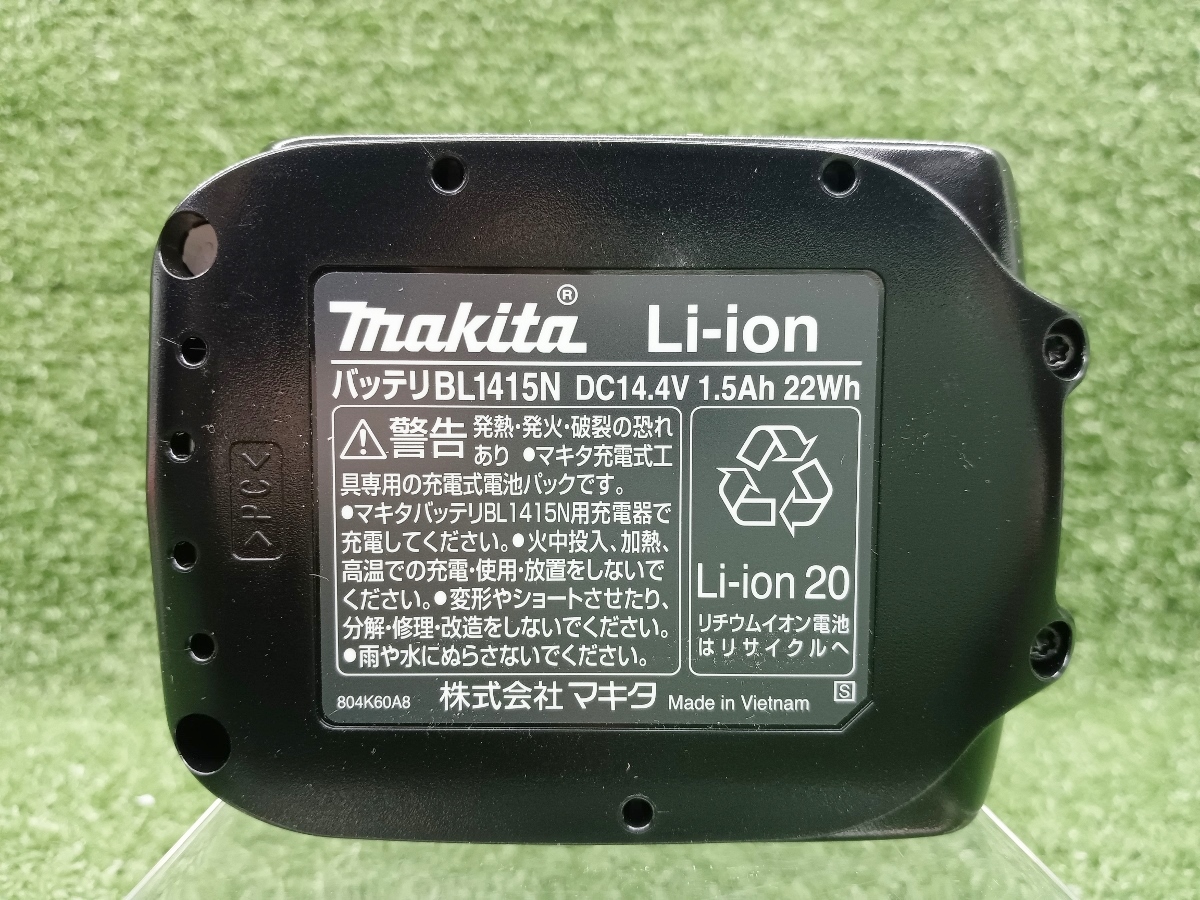 makita® Li-ion
バッテリBL1415N DC14.4V 1.5Ah 22Wh
警告 発熱・発火・破裂の恐れ
あり ●マキタ充電式工
具専用の充電式電池パックです。
●マキタバッテリBL1415N用充電器で
充電してください。●火中投入、加熱、
高温での充電・使用・放置をしないで
ください。●変形やショートさせたり、
分解・修理・改造をしないでください。
●雨や水にぬらさないでください。
Li-ion 20
リチウムイオン電池
はリサイクルへ
804K60A8 株式会社マキタ Made in Vietnam S
>PC<